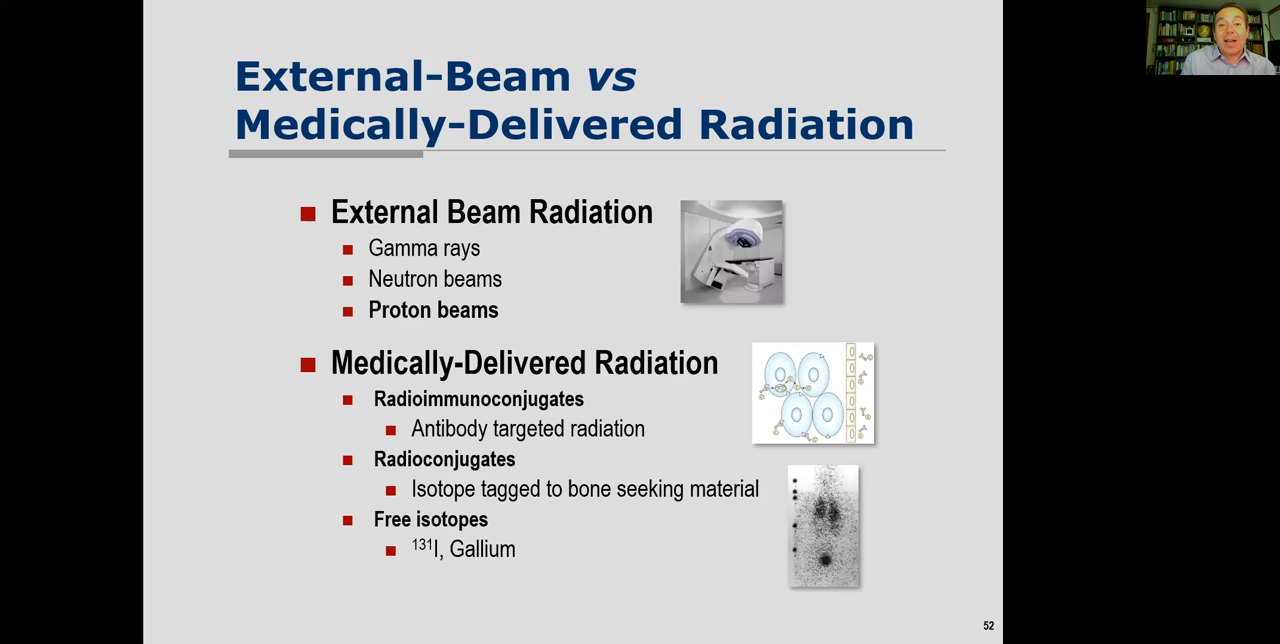 External-Beam vs
Medically-Delivered Radiation
External Beam Radiation
Gamma rays
Neutron beams
Proton beams
Medically-Delivered Radiation
Radioimmunoconjugates
Antibody targeted radiation
Radioconjugates
Isotope tagged to bone seeking material
Free isotopes
¹³¹I, Gallium
52